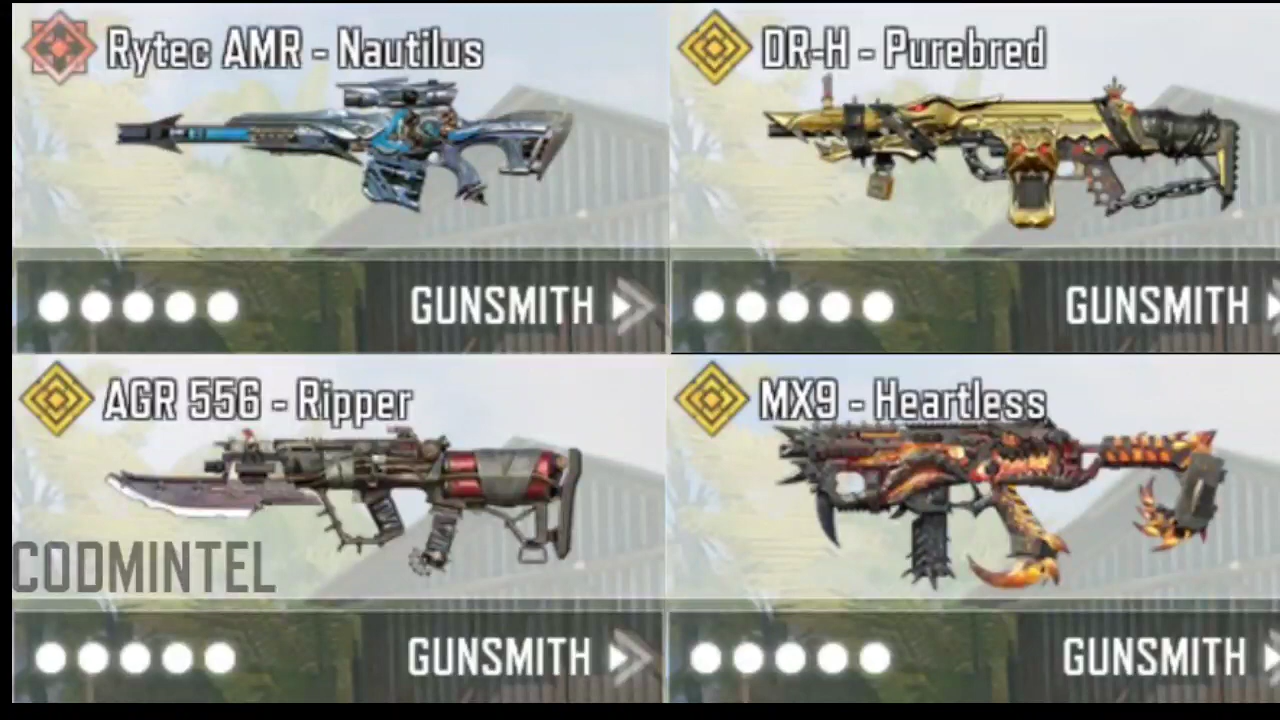 Rytec AMR - Nautilus
DR-H - Purebred
GUNSMITH
GUNSMITH
AGR 556 - Ripper
MX9 - Heartless
CODMINTEL
GUNSMITH
GUNSMITH